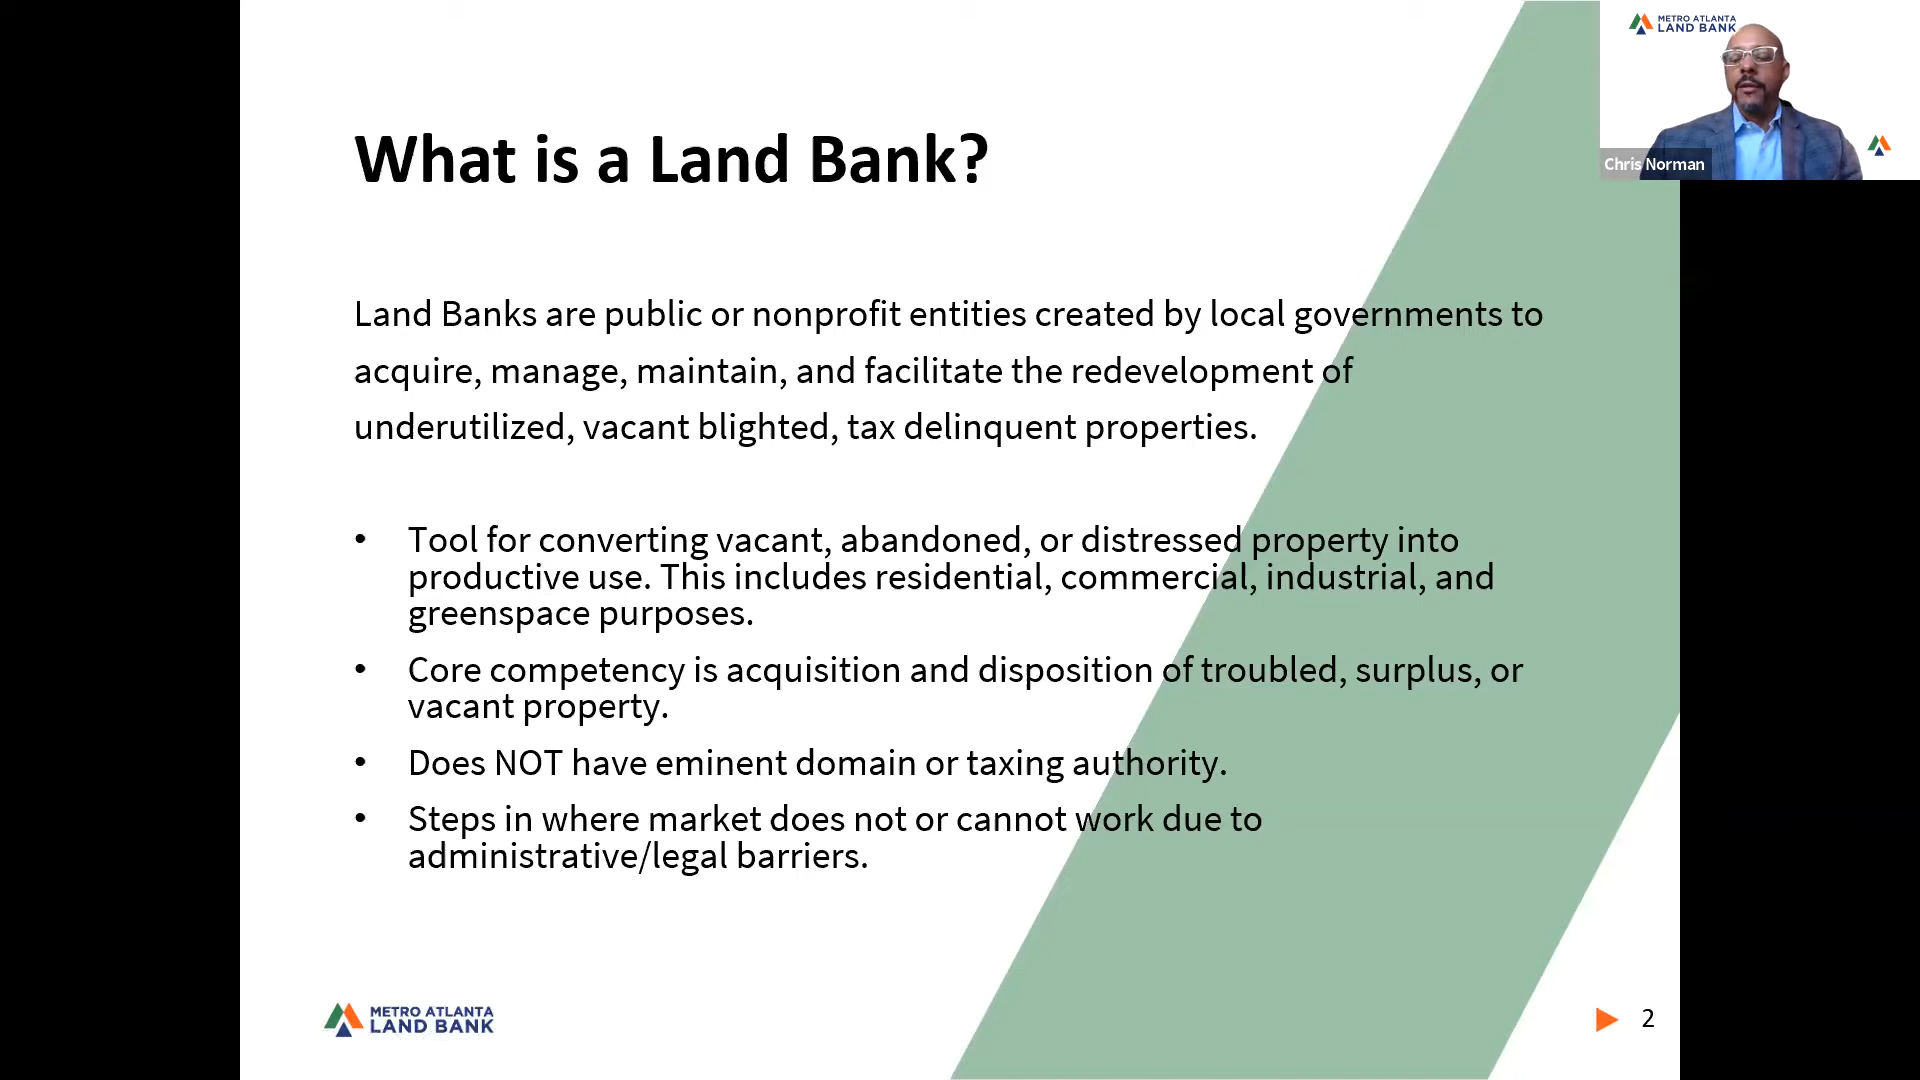 METRO ATLANTA
LAND BANK
Chris Norman
What is a Land Bank?
Land Banks are public or nonprofit entities created by local governments to
acquire, manage, maintain, and facilitate the redevelopment of
underutilized, vacant blighted, tax delinquent properties.
• Tool for converting vacant, abandoned, or distressed property into
productive use. This includes residential, commercial, industrial, and
greenspace purposes.
• Core competency is acquisition and disposition of troubled, surplus, or
vacant property.
• Does NOT have eminent domain or taxing authority.
• Steps in where market does not or cannot work due to
administrative/legal barriers.
METRO ATLANTA
LAND BANK
2